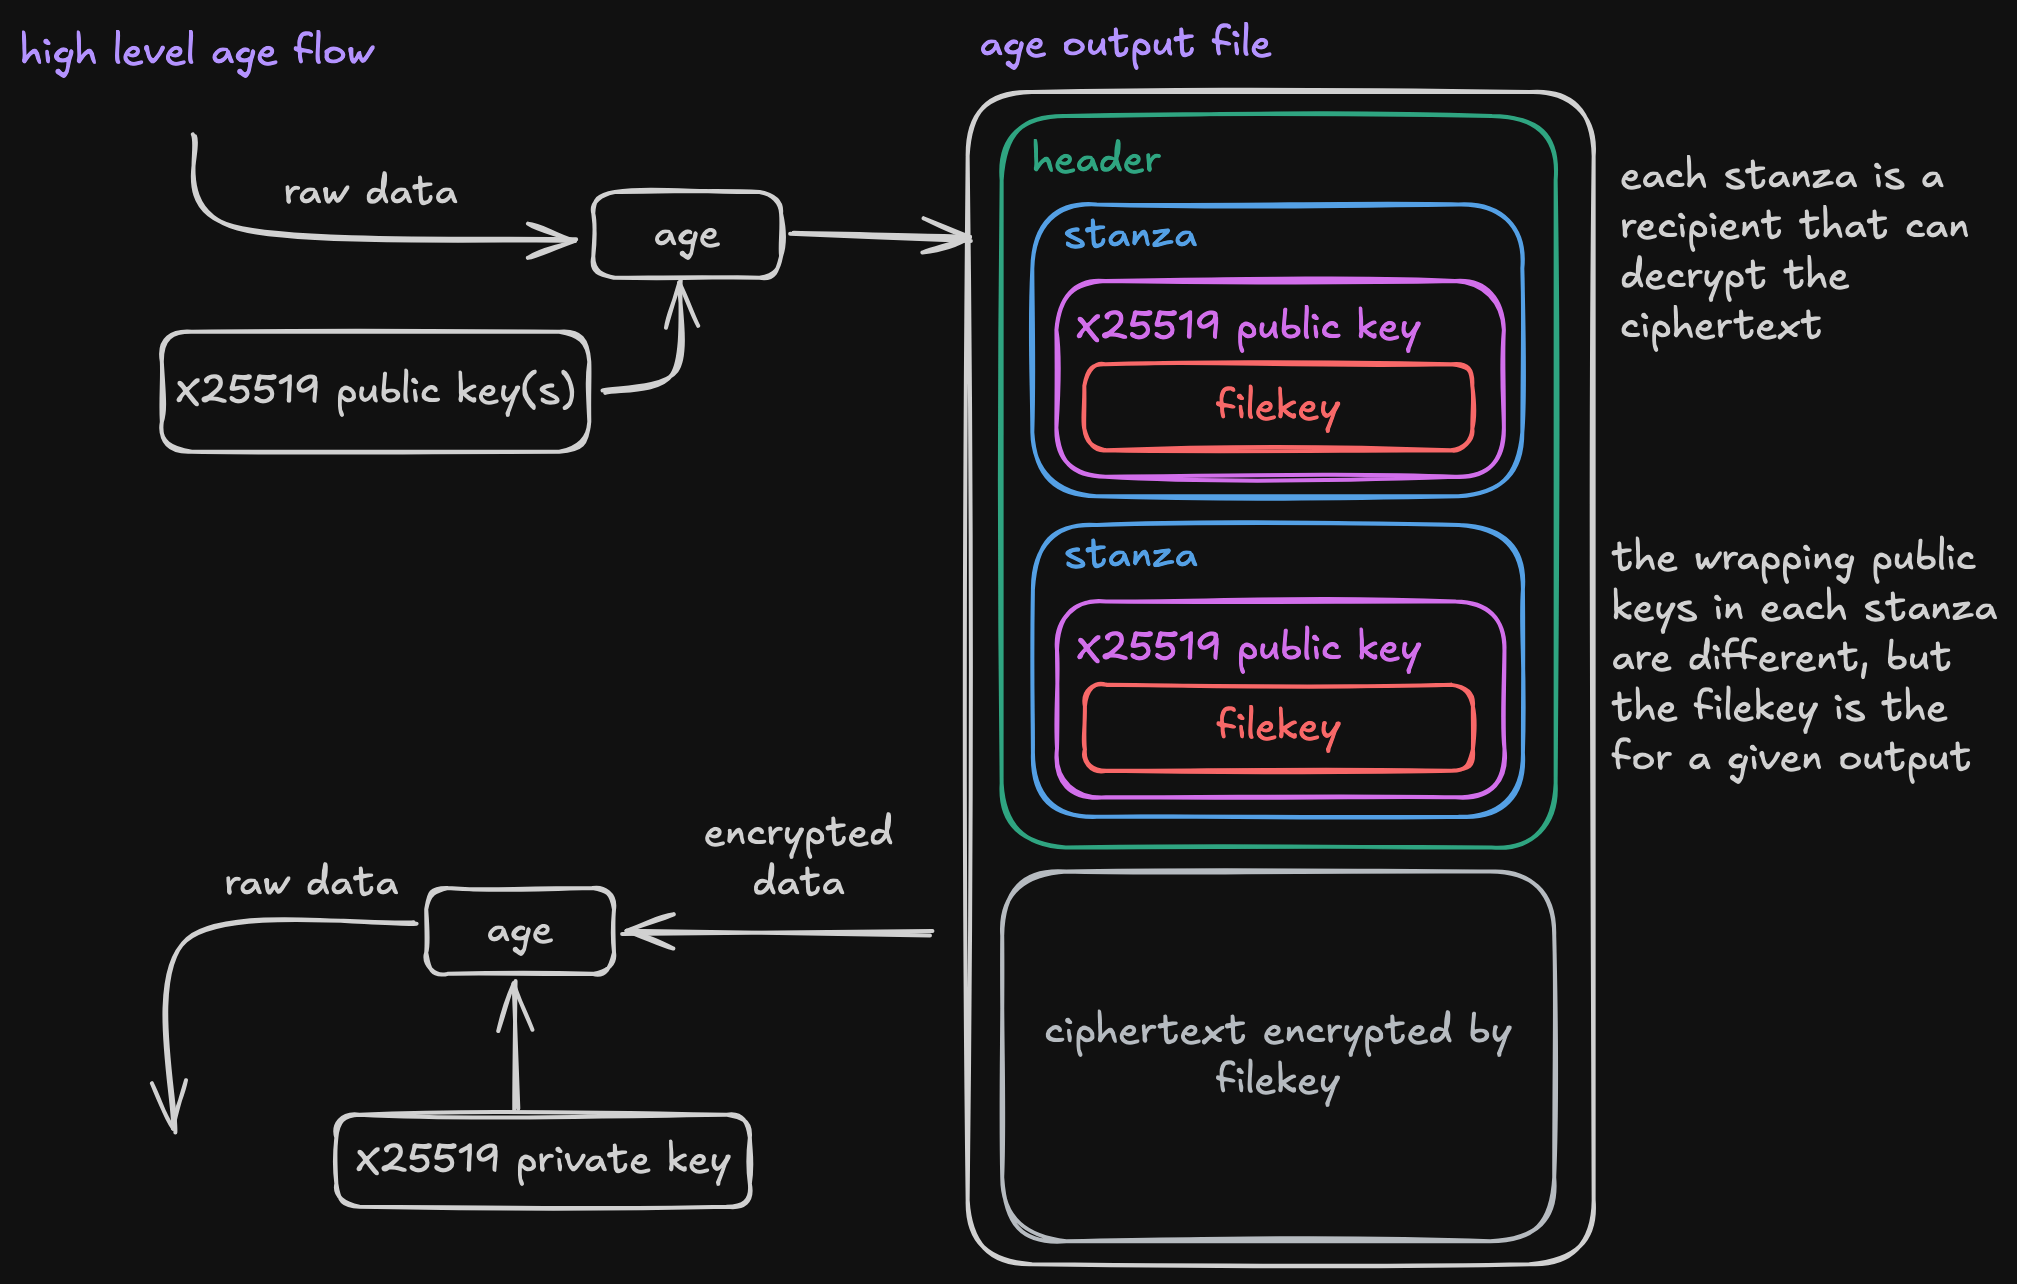 high level age flow
raw data
age
x25519 public key(s)
age output file
header
stanza
x25519 public key
filekey
stanza
x25519 public key
filekey
ciphertext encrypted by
filekey
each stanza is a
recipient that can
decrypt the
ciphertext
the wrapping public
keys in each stanza
are different, but
the filekey is the
for a given output
encrypted
data
raw data
age
x25519 private key